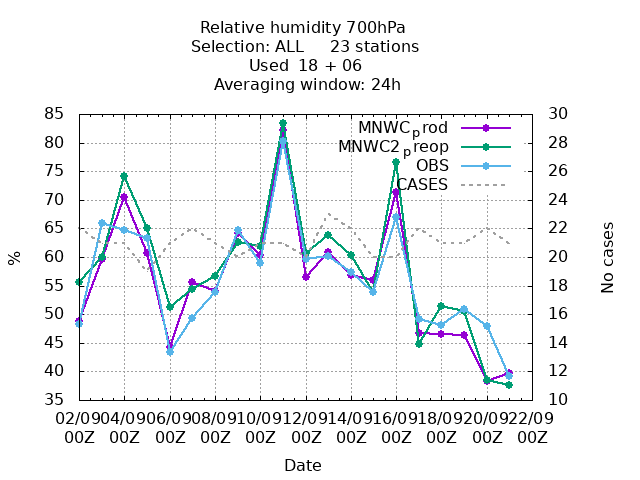 Relative humidity 700hPa
Selection: ALL 23 stations
Used 18 + 06
Averaging window: 24h
85 30
80 28
75 26
70 24
65 22
60 20
55 18
50 16
45 14
40 12
35 10
%
No cases
MNWCprod
MNWC2preop
OBS
CASES
02/09 04/09 06/09 08/09 10/09 12/09 14/09 16/09 18/09 20/09 22/09
00Z 00Z 00Z 00Z 00Z 00Z 00Z 00Z 00Z 00Z 00Z
Date